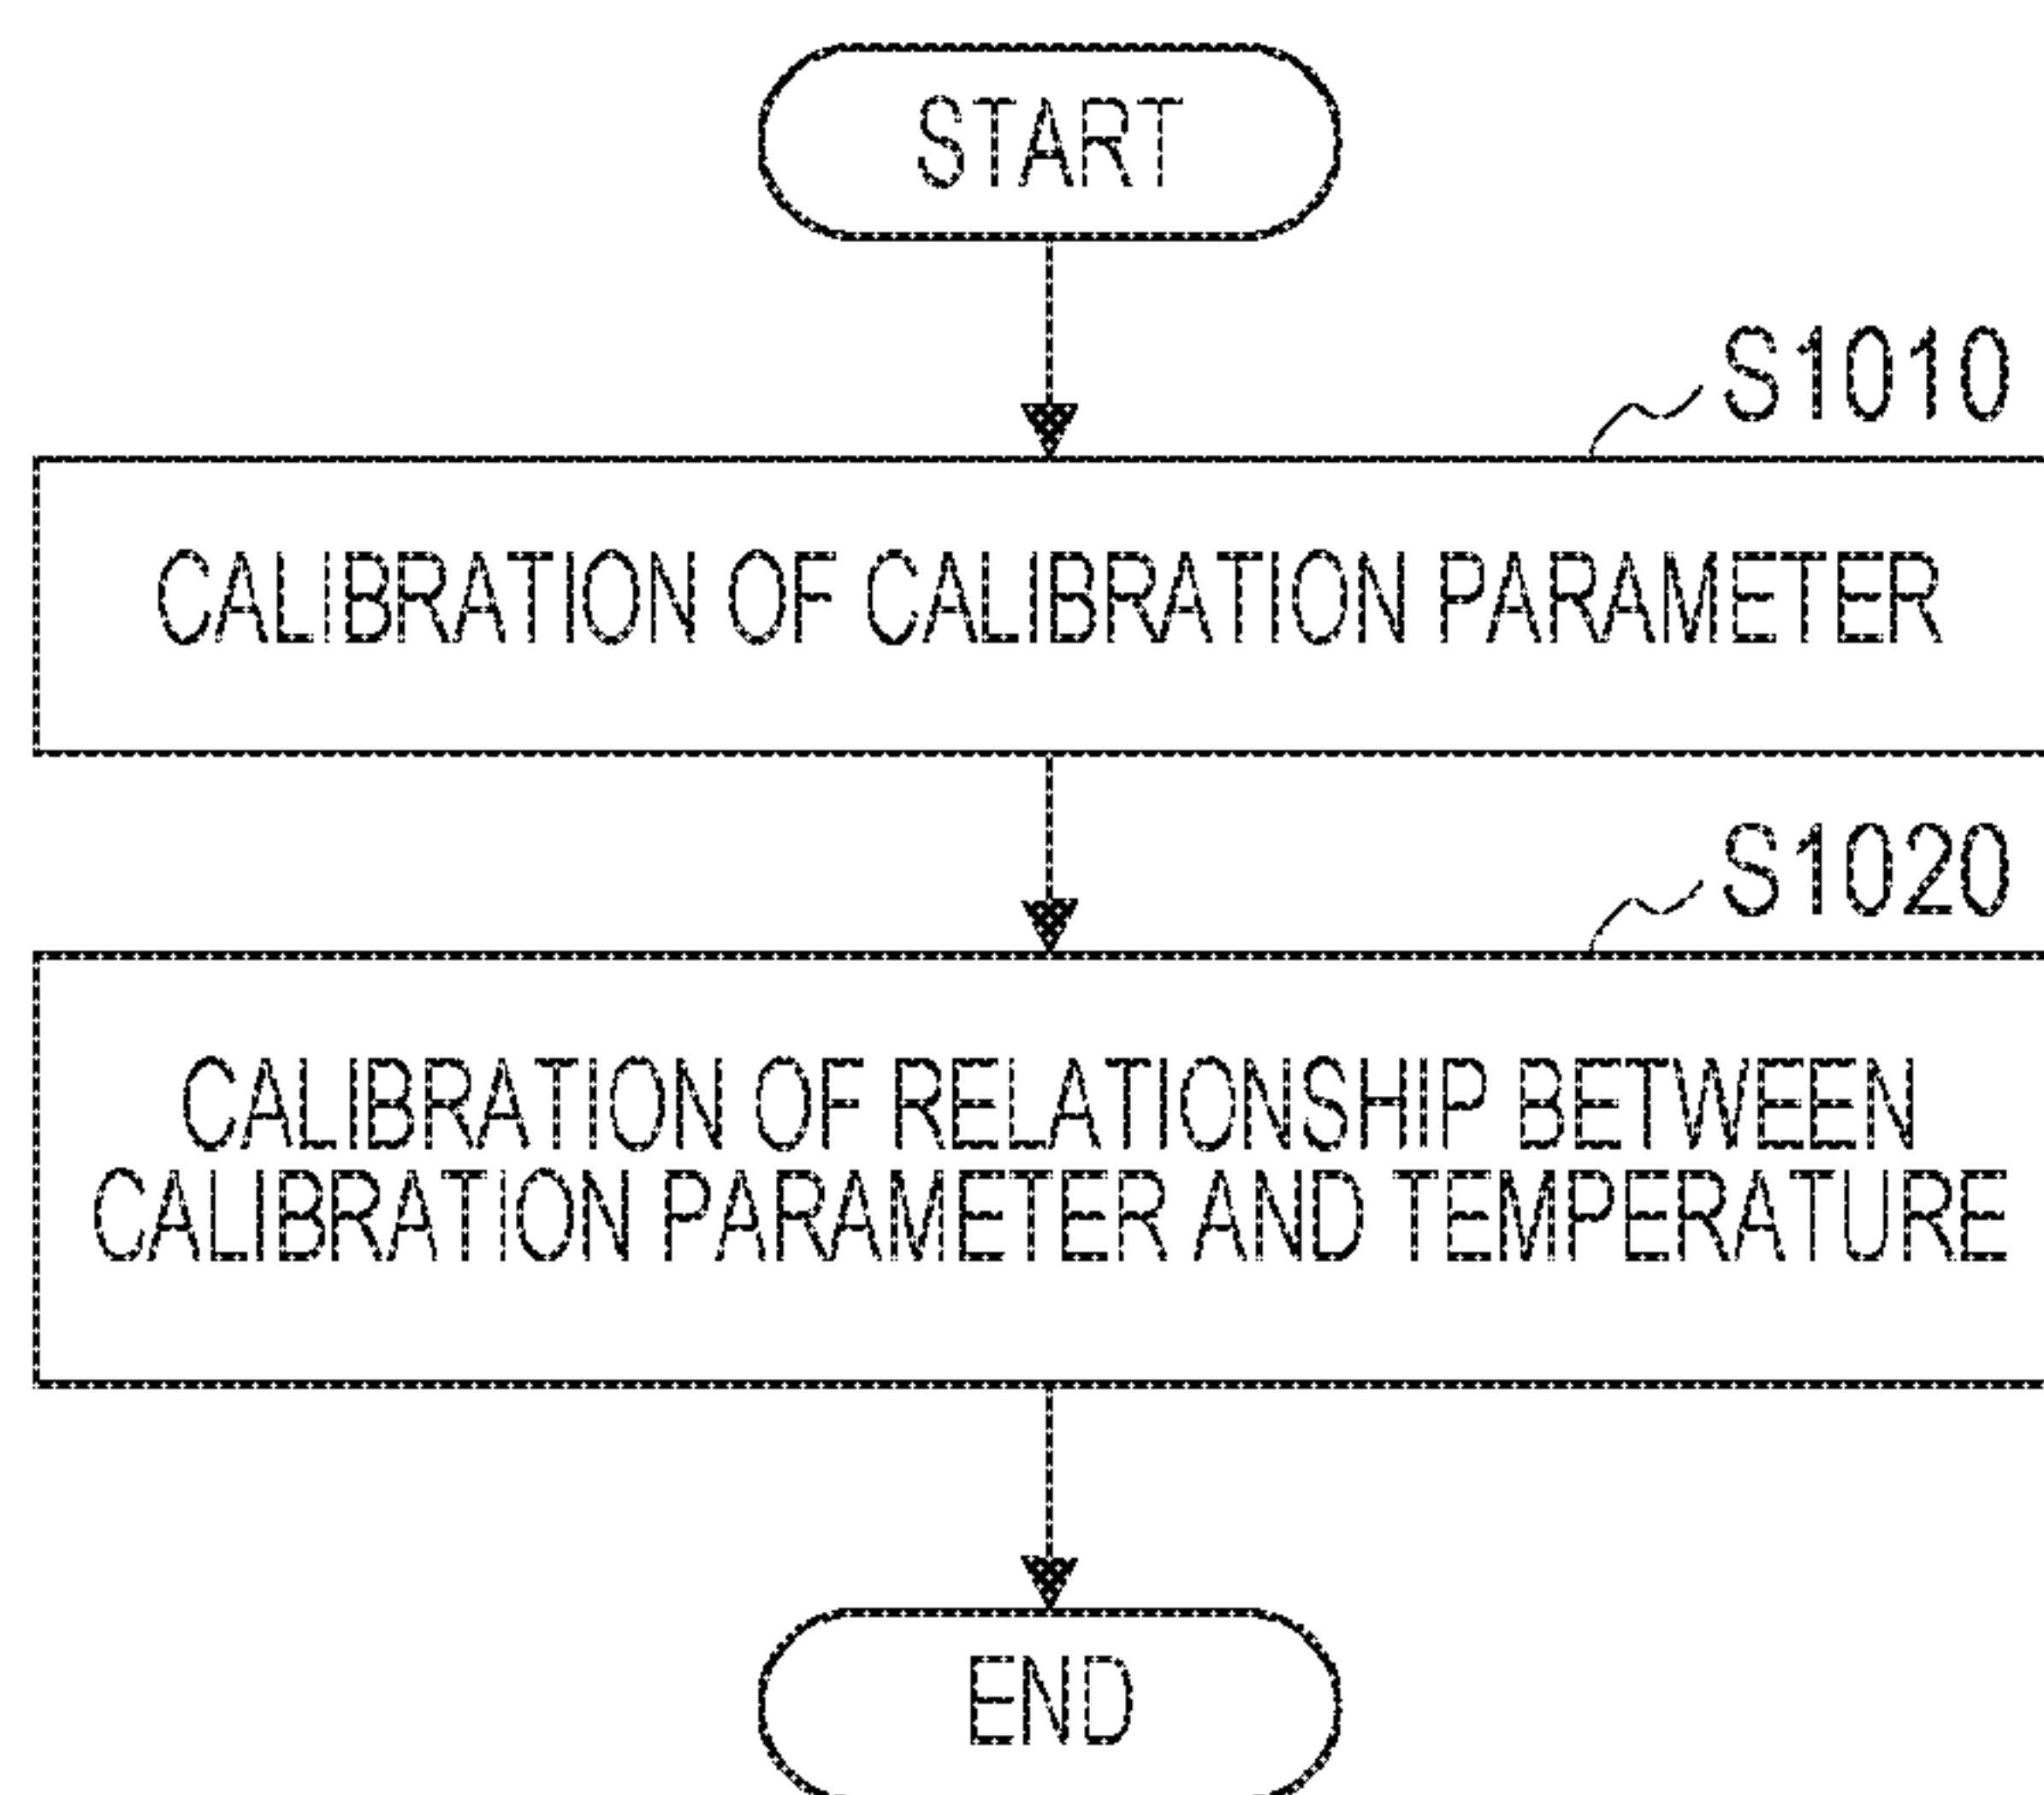 START
S1010
CALIBRATION OF CALIBRATION PARAMETER
S1020
CALIBRATION OF RELATIONSHIP BETWEEN
CALIBRATION PARAMETER AND TEMPERATURE
END